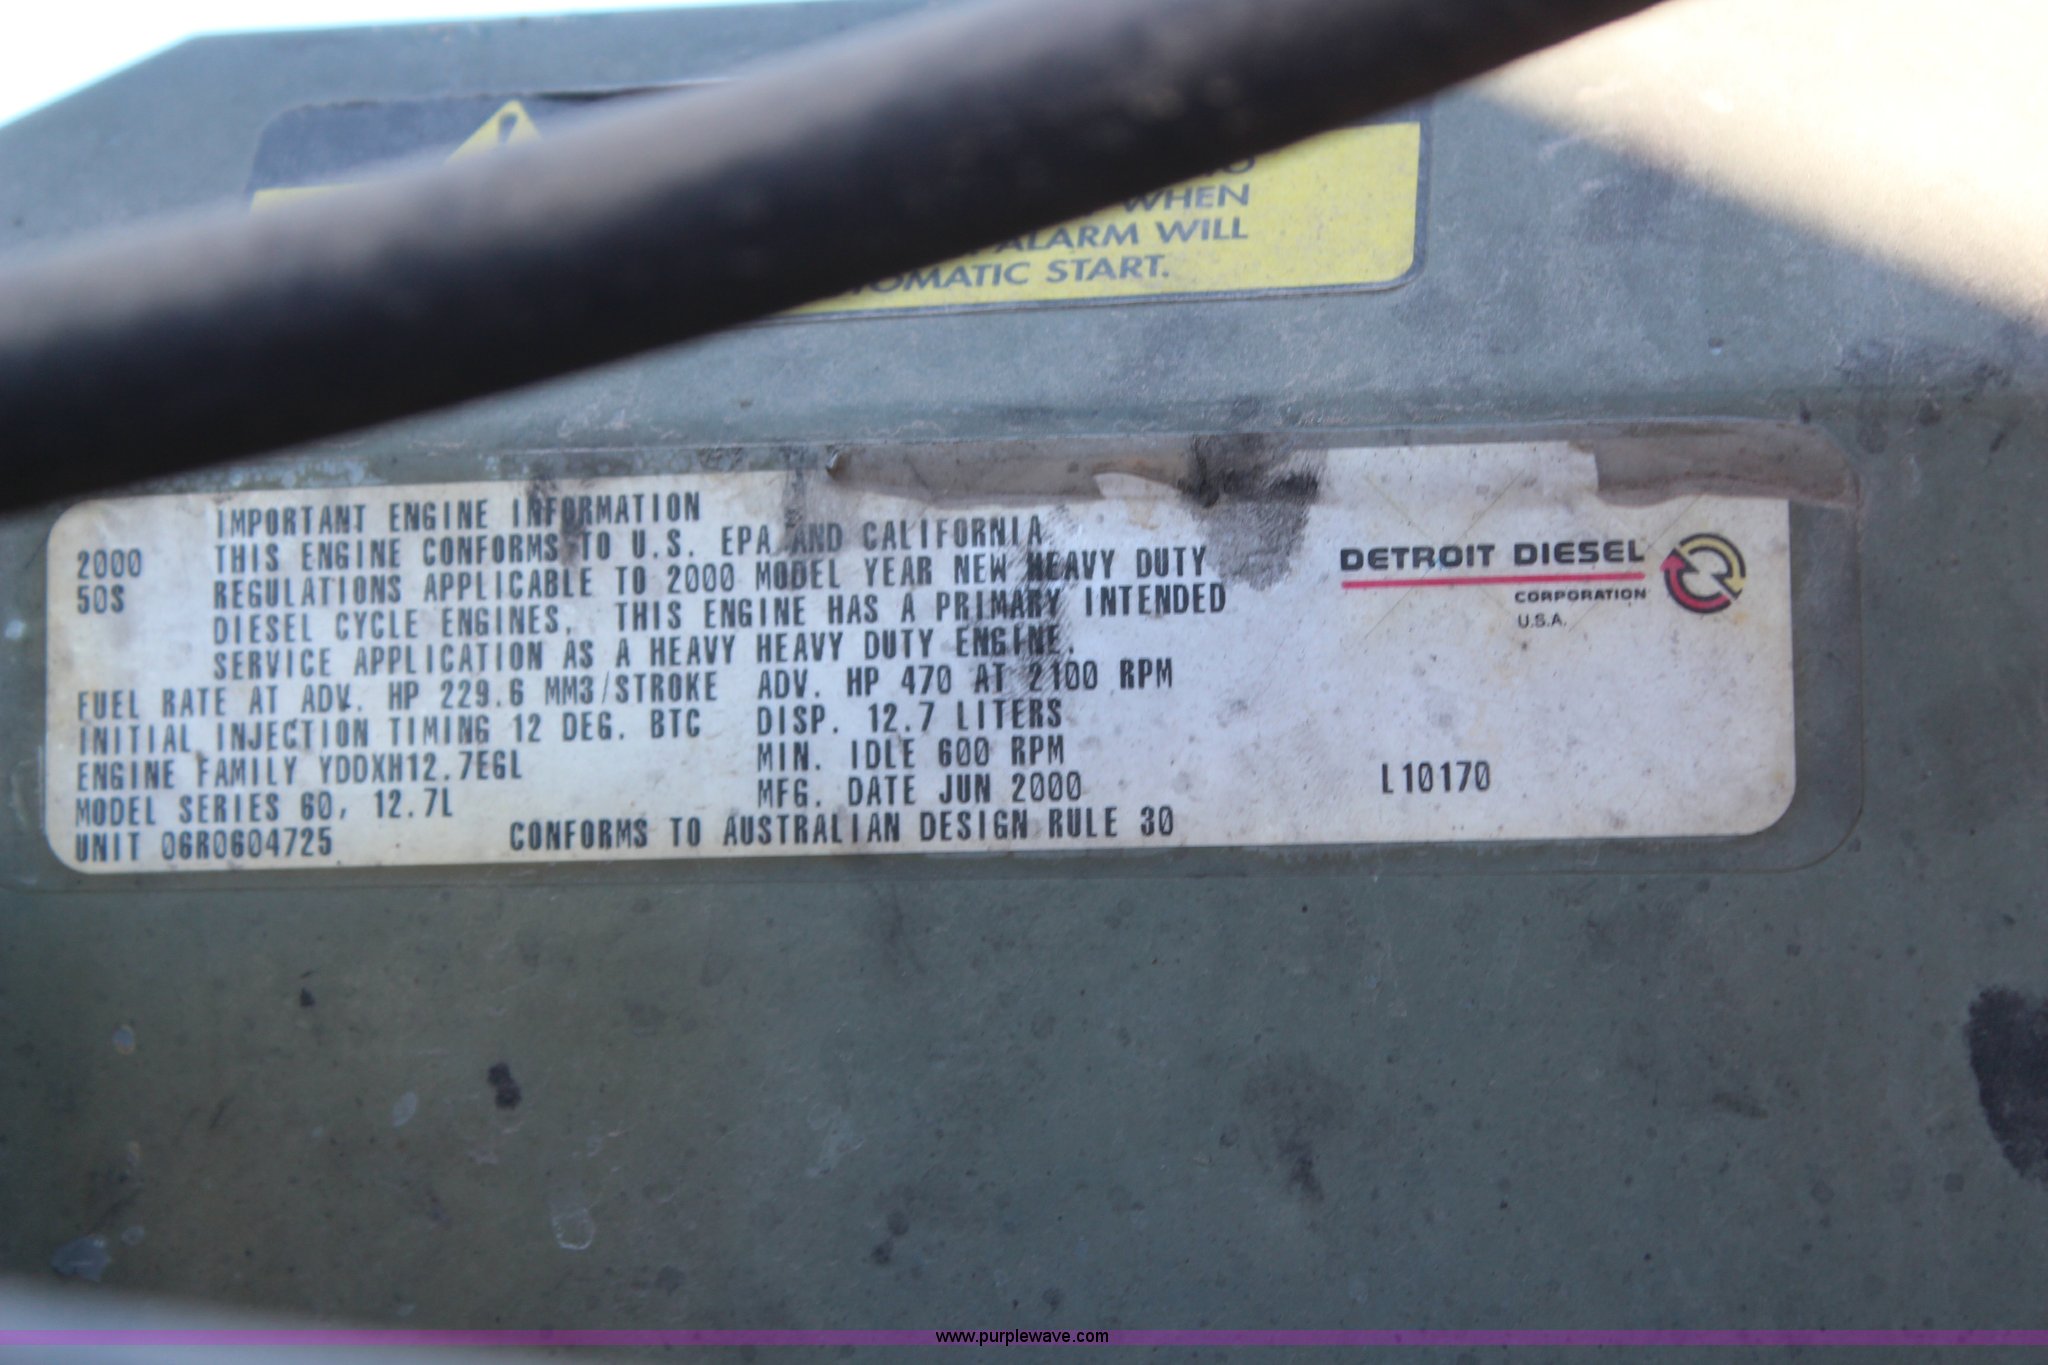 WHEN
ALARM WILL
START.
IMPORTANT ENGINE INFORMATION
2000 THIS ENGINE CONFORMS TO U.S. EPA AND CALIFORNIA
50S REGULATIONS APPLICABLE TO 2000 MODEL YEAR NEW HEAVY DUTY
DIESEL CYCLE ENGINES. THIS ENGINE HAS A PRIMARY INTENDED
SERVICE APPLICATION AS A HEAVY HEAVY DUTY ENGINE.
FUEL RATE AT ADV. HP 229.6 MM3/STROKE ADV. HP 470 AT 2100 RPM
INITIAL INJECTION TIMING 12 DEG. BTC DISP. 12.7 LITERS
ENGINE FAMILY YDDXH12.7EGL MIN. IDLE 600 RPM
MODEL SERIES 60, 12.7L MFG. DATE JUN 2000
UNIT 06R0604725 CONFORMS TO AUSTRALIAN DESIGN RULE 30
DETROIT DIESEL
CORPORATION
U.S.A.
L10170
www.purplewave.com